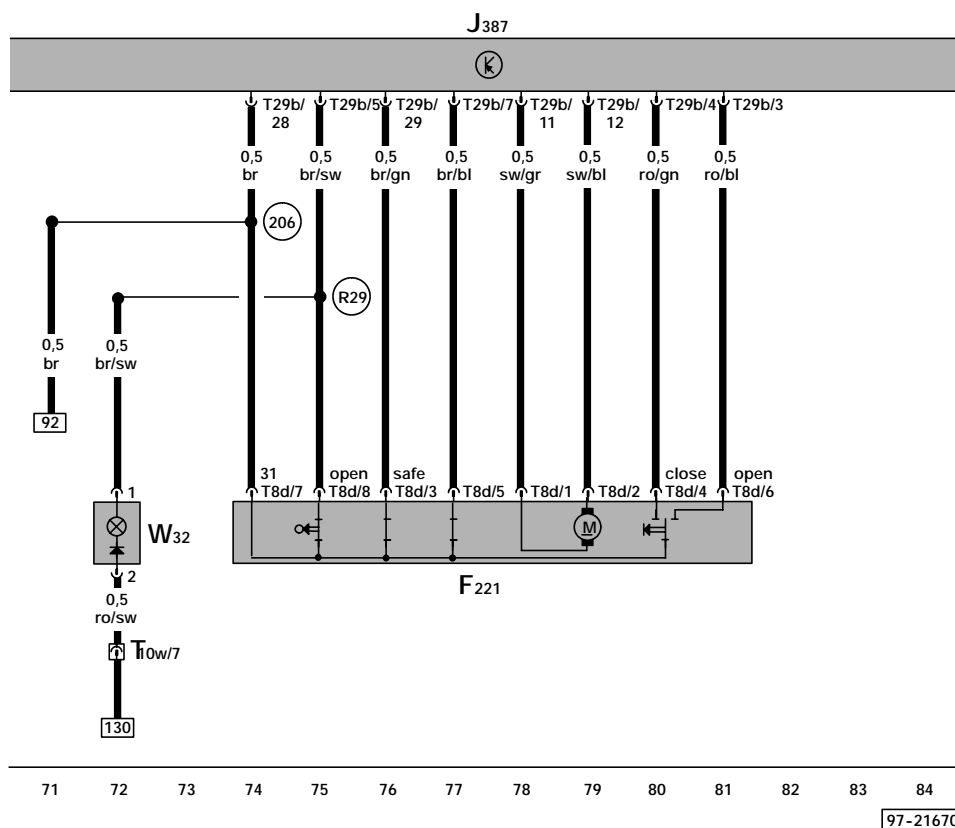 J387
T29b/ T29b/5 T29b/ T29b/7 T29b/ T29b/ T29b/4 T29b/3
28 29 11 12
0,5 0,5 0,5 0,5 0,5 0,5 0,5 0,5
br br/sw br/gn br/bl sw/gr sw/bl ro/gn ro/bl
206
R29
0,5 0,5
br br/sw
92
31 open safe close open
T8d/7 T8d/8 T8d/3 T8d/5 T8d/1 T8d/2 T8d/4 T8d/6
1
M
W32
2
F221
0,5
ro/sw
T10w/7
130
71 72 73 74 75 76 77 78 79 80 81 82 83 84
97-21670